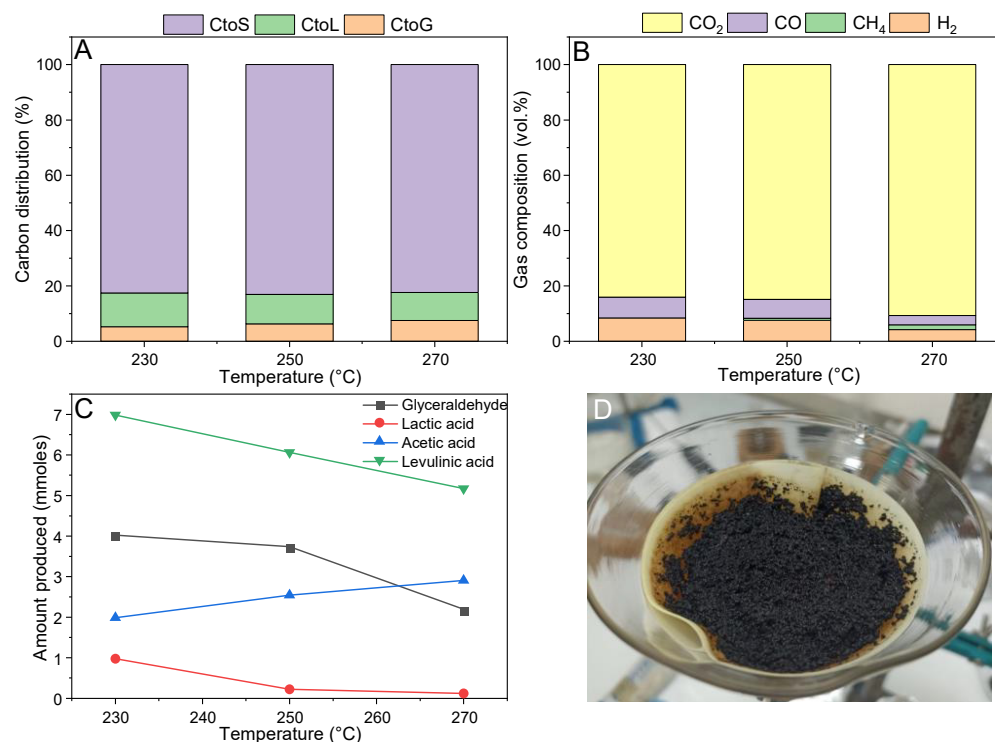 CtoS CtoL CtoG
A
Carbon distribution (%)
100
80
60
40
20
0
230 250 270
Temperature (°C)
CO₂ CO CH₄ H₂
B
Gas composition (vol.%)
100
80
60
40
20
0
230 250 270
Temperature (°C)
C
Glyceraldehyde
Lactic acid
Acetic acid
Levulinic acid
Amount produced (mmoles)
7
6
5
4
3
2
1
0
230 240 250 260 270
Temperature (°C)
D